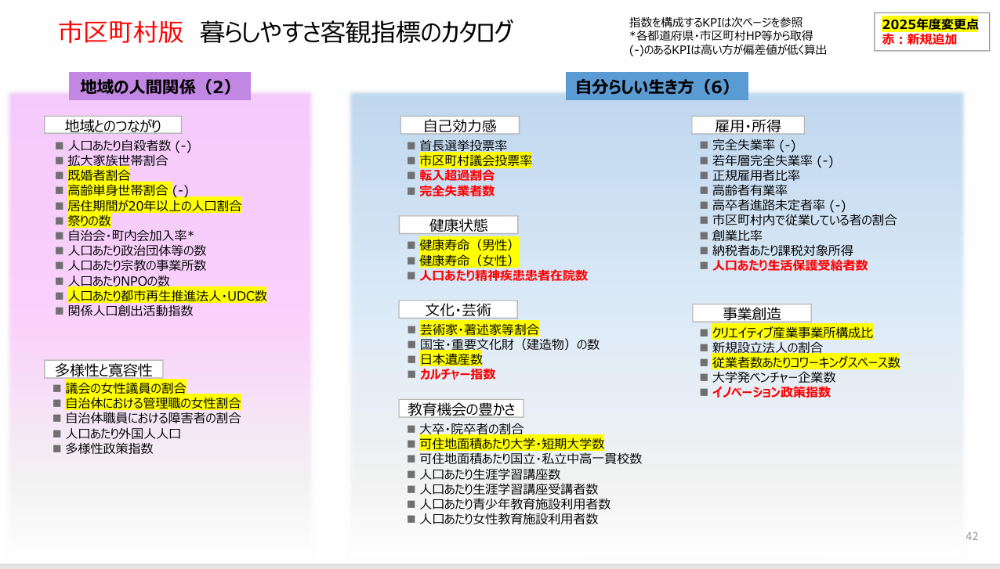 市区町村版 暮らしやすさ客観指標のカタログ
指数を構成するKPIは次ページを参照
*各都道府県・市区町村HP等から取得
(-)のあるKPIは高い方が偏差値が低く算出
2025年度変更点
赤：新規追加
地域の人間関係（2）
地域とのつながり
■ 人口あたり自殺者数 (-)
■ 拡大家族世帯割合
■ 既婚者割合
■ 高齢単身世帯割合 (-)
■ 居住期間が20年以上の人口割合
■ 祭りの数
■ 自治会・町内会加入率*
■ 人口あたり政治団体等の数
■ 人口あたり宗教の事業所数
■ 人口あたりNPOの数
■ 人口あたり都市再生推進法人・UDC数
■ 関係人口創出活動指数
多様性と寛容性
■ 議会の女性議員の割合
■ 自治体における管理職の女性割合
■ 自治体職員における障害者の割合
■ 人口あたり外国人人口
■ 多様性政策指数
自分らしい生き方（6）
自己効力感
■ 首長選挙投票率
■ 市区町村議会投票率
■ 転入超過割合
■ 完全失業者数
健康状態
■ 健康寿命（男性）
■ 健康寿命（女性）
■ 人口あたり精神疾患患者在院数
文化・芸術
■ 芸術家・著述家等割合
■ 国宝・重要文化財（建造物）の数
■ 日本遺産数
■ カルチャー指数
教育機会の豊かさ
■ 大卒・院卒者の割合
■ 可住地面積あたり大学・短期大学数
■ 可住地面積あたり国立・私立中高一貫校数
■ 人口あたり生涯学習講座数
■ 人口あたり生涯学習講座受講者数
■ 人口あたり青少年教育施設利用者数
■ 人口あたり女性教育施設利用者数
雇用・所得
■ 完全失業率 (-)
■ 若年層完全失業率 (-)
■ 正規雇用者比率
■ 高齢者有業率
■ 高卒者進路未定者率 (-)
■ 市区町村内で従業している者の割合
■ 創業比率
■ 納税者あたり課税対象所得
■ 人口あたり生活保護受給者数
事業創造
■ クリエイティブ産業事業所構成比
■ 新規設立法人の割合
■ 従業者数あたりコワーキングスペース数
■ 大学発ベンチャー企業数
■ イノベーション政策指数
42